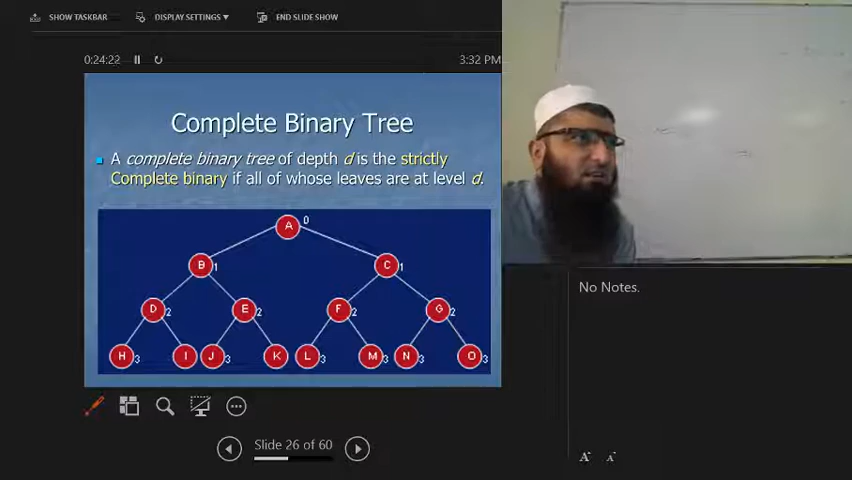 SHOW TASKBAR DISPLAY SETTINGS ▾ END SLIDE SHOW
0:24:22 3:32 PM
Complete Binary Tree
A complete binary tree of depth d is the strictly
Complete binary if all of whose leaves are at level d.
A 0
B 1 C 1
D 2 E 2 F 2 G 2
H 3 I J 3 K L 3 M 3 N 3 O 3
No Notes.
Slide 26 of 60
A A